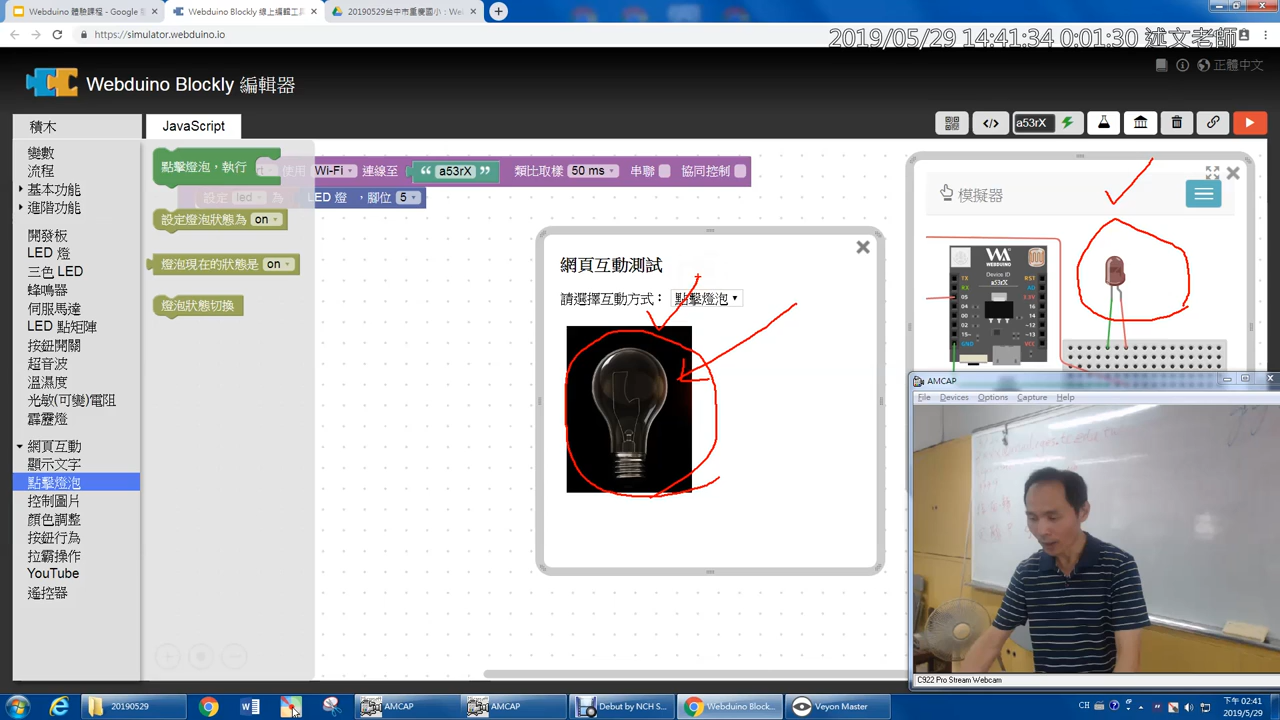 Webduino 體驗課程 - Google
Webduino Blockly 線上編輯工具
20190529台中市重慶國小：We
https://simulator.webduino.io
2019/05/29 14:41:34 0:01:30 述文老師
Webduino Blockly 編輯器
正體中文
積木
JavaScript
a53rX
變數
流程
基本功能
進階功能
開發板
LED 燈
三色 LED
蜂鳴器
伺服馬達
LED 點矩陣
按鈕開關
超音波
溫濕度
光敏(可變)電阻
霹靂燈
網頁互動
顯示文字
點擊燈泡
控制圖片
顏色調整
按鈕行為
拉霸操作
YouTube
遙控器
點擊燈泡，執行
使用 Wi-Fi 連線至 “ a53rX ” 類比取樣 50 ms 串聯 協同控制
設定 led 為 LED 燈 ，腳位 5
設定燈泡狀態為 on
燈泡現在的狀態是 on
燈泡狀態切換
網頁互動測試
請選擇互動方式： 點擊燈泡
模擬器
WEBDUINO
Device ID
a53rX
AMCAP
File Devices Options Capture Help
C922 Pro Stream Webcam
20190529
AMCAP
AMCAP
Debut by NCH S...
Webduino Block...
Veyon Master
CH
下午 02:41
2019/5/29